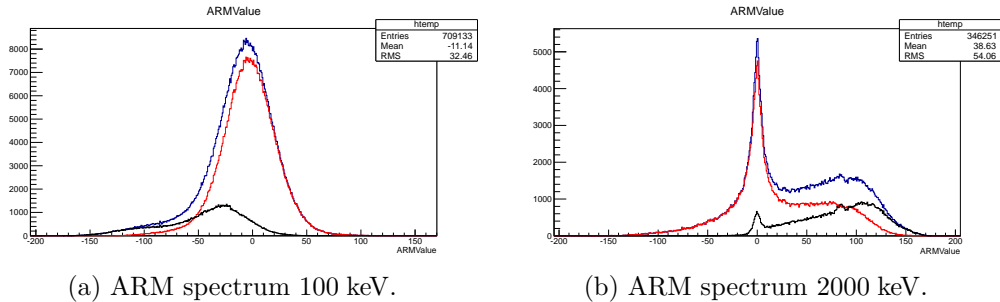 ARMValue
htemp
Entries 709133
Mean -11.14
RMS 32.46
8000
7000
6000
5000
4000
3000
2000
1000
0
-200 -150 -100 -50 0 50 100 150
ARMValue
(a) ARM spectrum 100 keV.
ARMValue
htemp
Entries 346251
Mean 38.63
RMS 54.06
5000
4000
3000
2000
1000
0
-200 -150 -100 -50 0 50 100 150 200
ARMValue
(b) ARM spectrum 2000 keV.